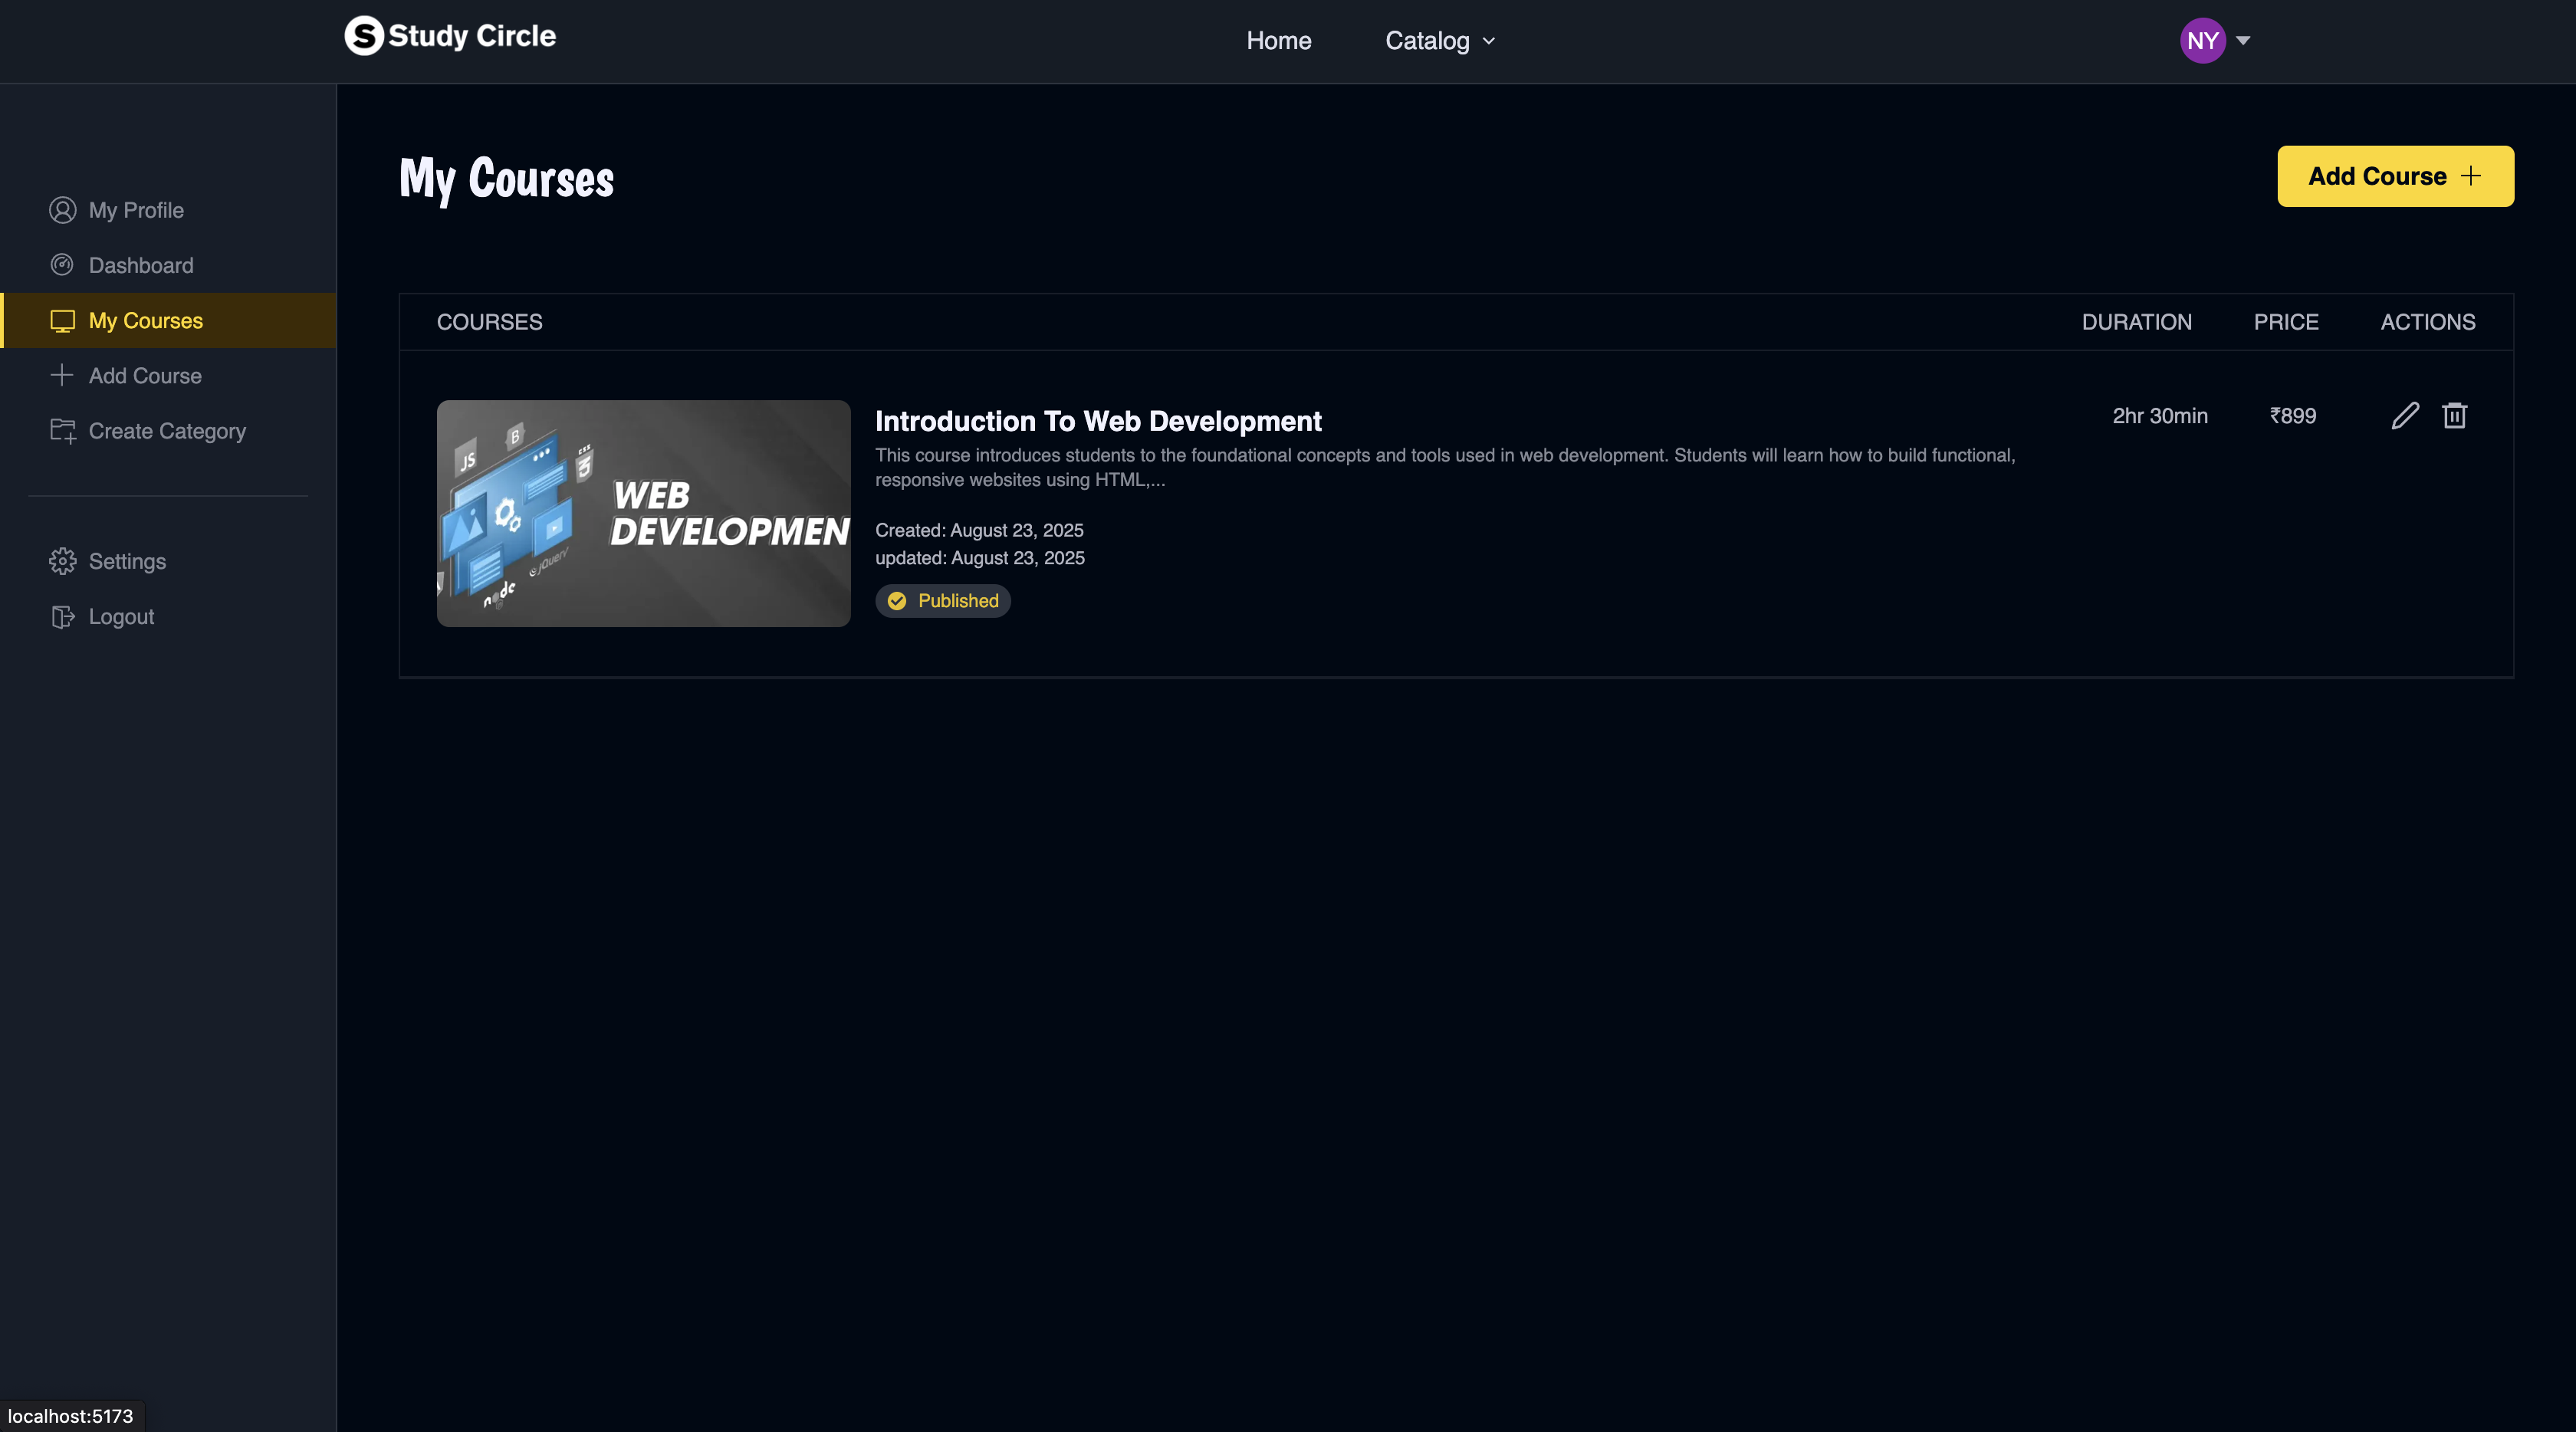 S Study Circle
Home
Catalog
NY
My Profile
Dashboard
My Courses
Add Course
Create Category
Settings
Logout
My Courses
Add Course
COURSES
DURATION
PRICE
ACTIONS
JS
B
CSS
3
WEB
DEVELOPMEN
jQuery
node
Introduction To Web Development
This course introduces students to the foundational concepts and tools used in web development. Students will learn how to build functional,
responsive websites using HTML,...
Created: August 23, 2025
updated: August 23, 2025
Published
2hr 30min
₹899
localhost:5173